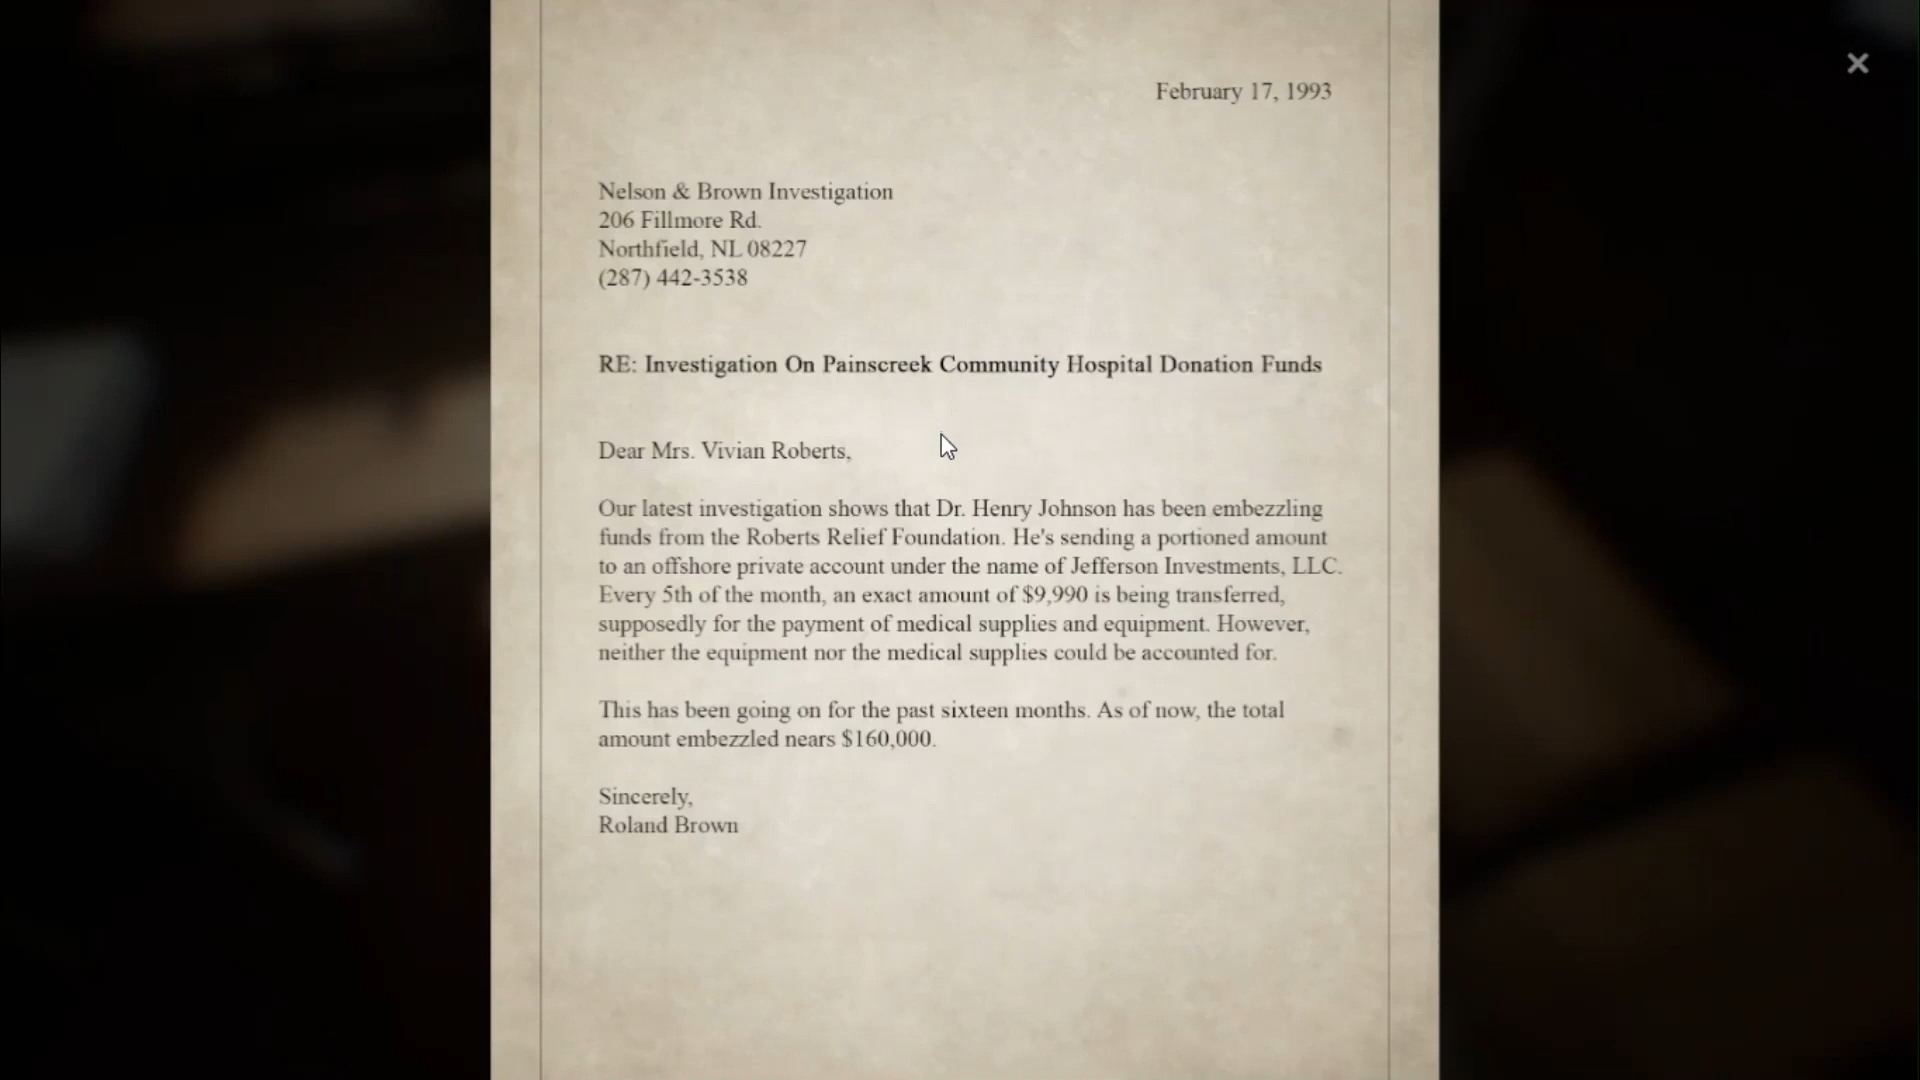 February 17, 1993
Nelson & Brown Investigation
206 Fillmore Rd.
Northfield, NL 08227
(287) 442-3538
RE: Investigation On Painscreek Community Hospital Donation Funds
Dear Mrs. Vivian Roberts,
Our latest investigation shows that Dr. Henry Johnson has been embezzling
funds from the Roberts Relief Foundation. He's sending a portioned amount
to an offshore private account under the name of Jefferson Investments, LLC.
Every 5th of the month, an exact amount of $9,990 is being transferred,
supposedly for the payment of medical supplies and equipment. However,
neither the equipment nor the medical supplies could be accounted for.
This has been going on for the past sixteen months. As of now, the total
amount embezzled nears $160,000.
Sincerely,
Roland Brown